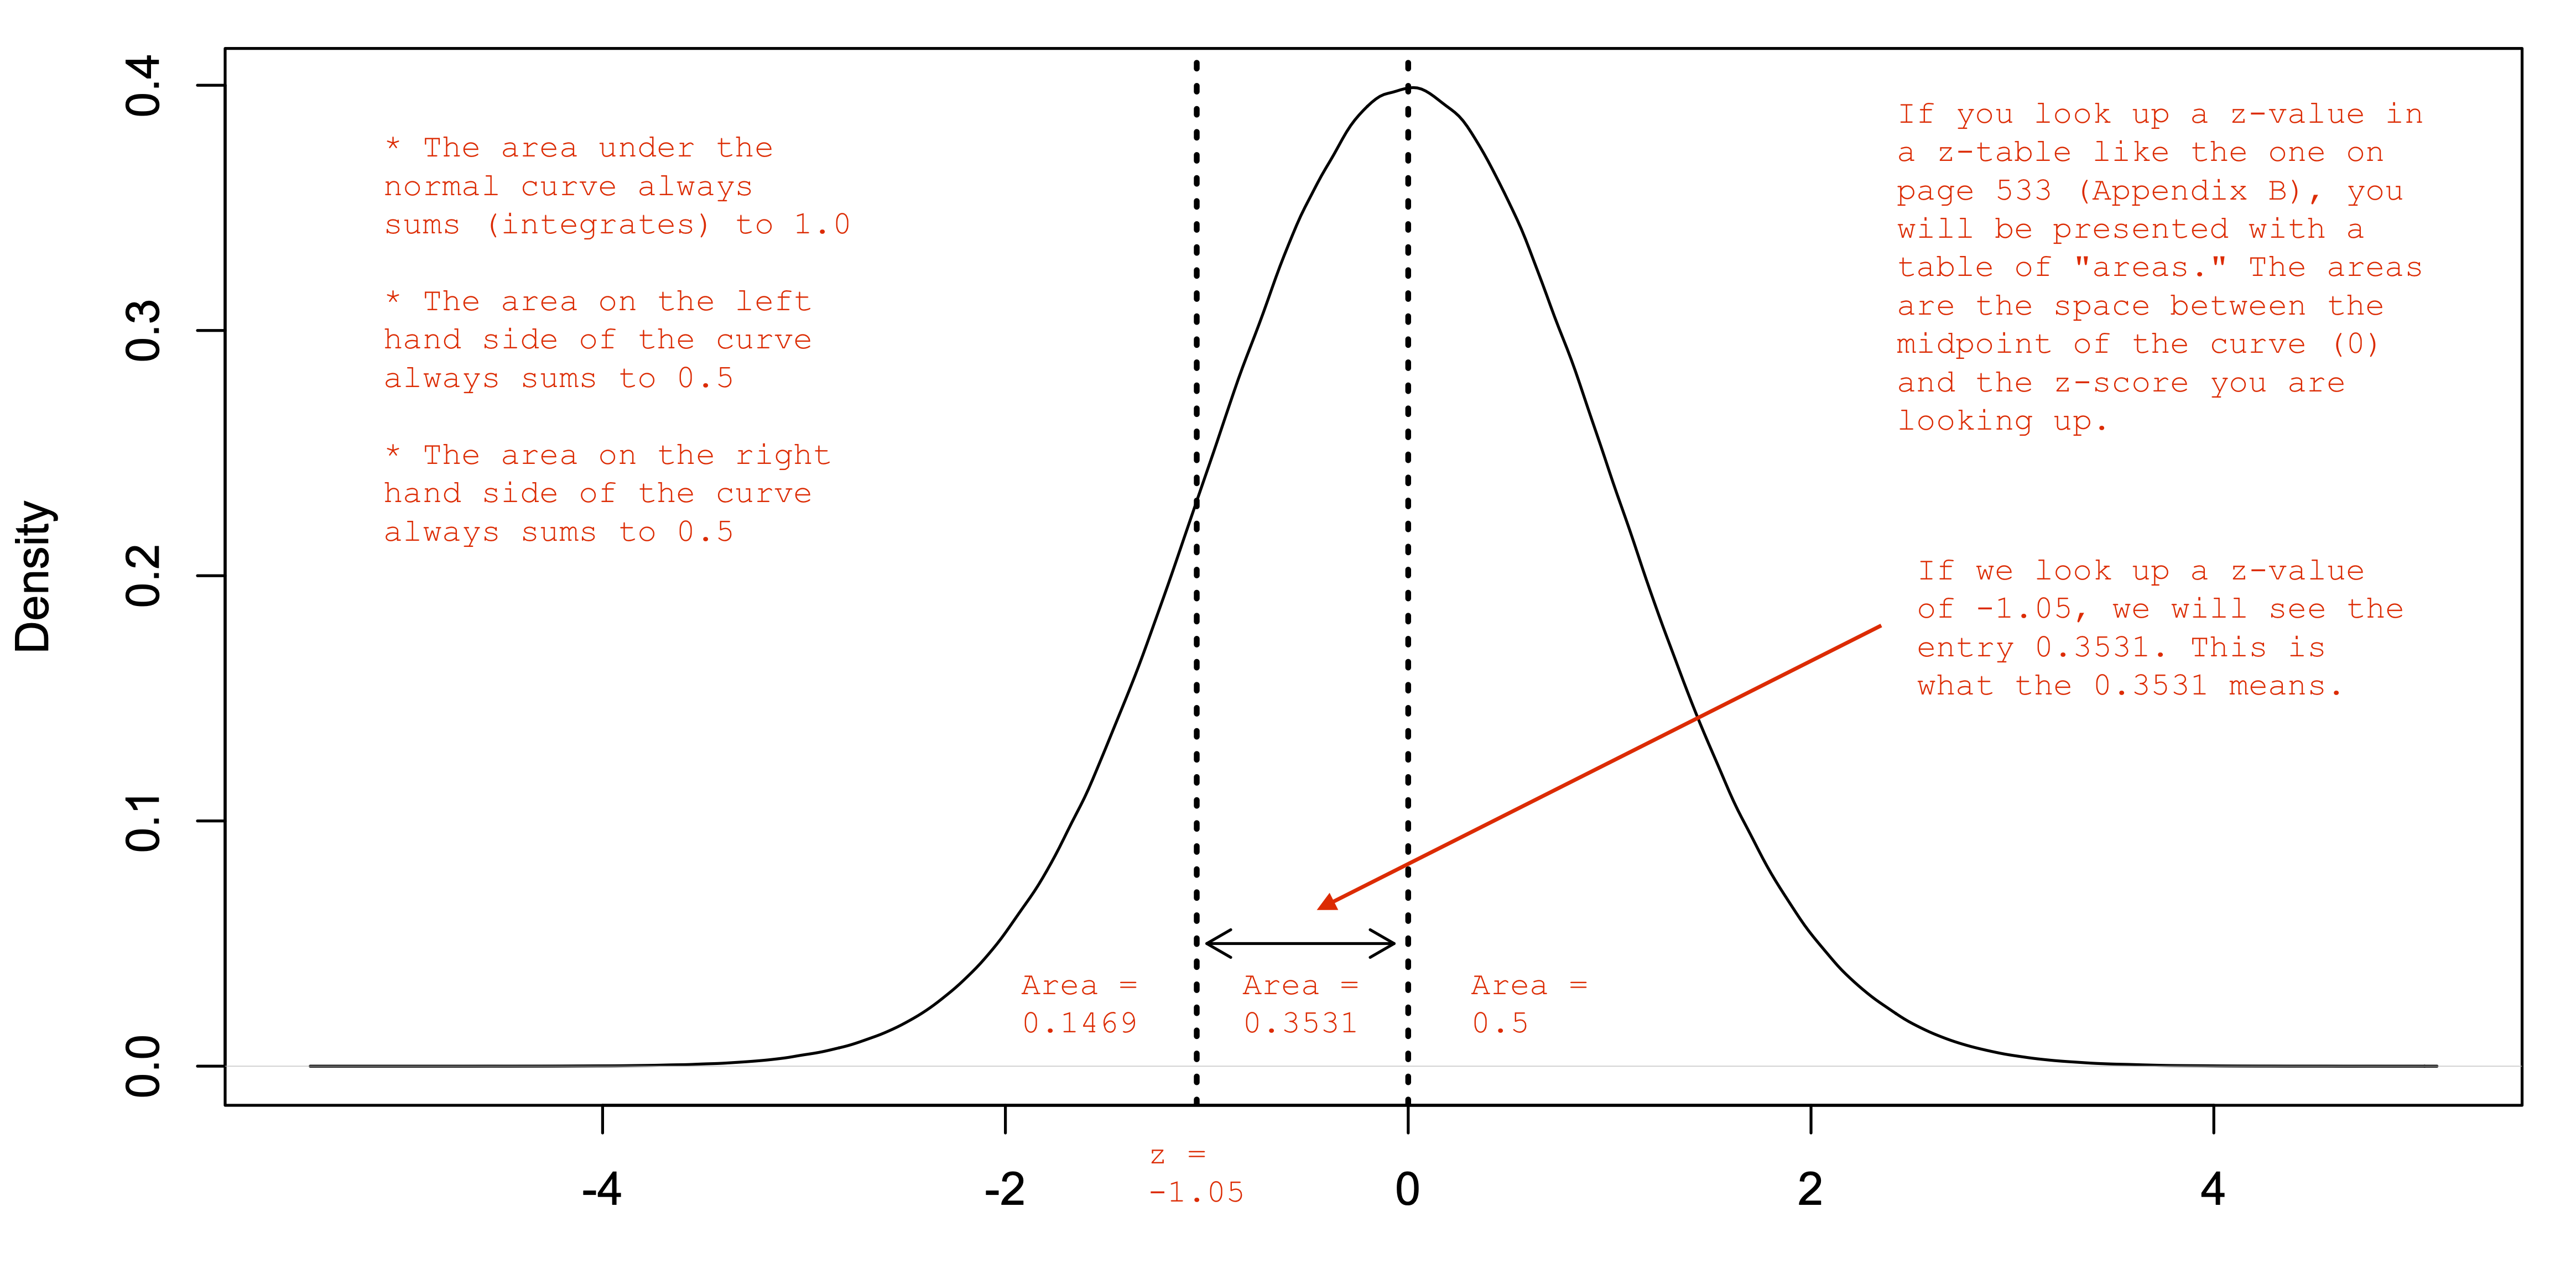 * The area under the
normal curve always
sums (integrates) to 1.0
* The area on the left
hand side of the curve
always sums to 0.5
* The area on the right
hand side of the curve
always sums to 0.5
If you look up a z-value in
a z-table like the one on
page 533 (Appendix B), you
will be presented with a
table of "areas." The areas
are the space between the
midpoint of the curve (0)
and the z-score you are
looking up.
If we look up a z-value
of -1.05, we will see the
entry 0.3531. This is
what the 0.3531 means.
Density
0.4
0.3
0.2
0.1
0.0
Area =
0.1469
Area =
0.3531
Area =
0.5
-4
-2
z =
-1.05
0
2
4